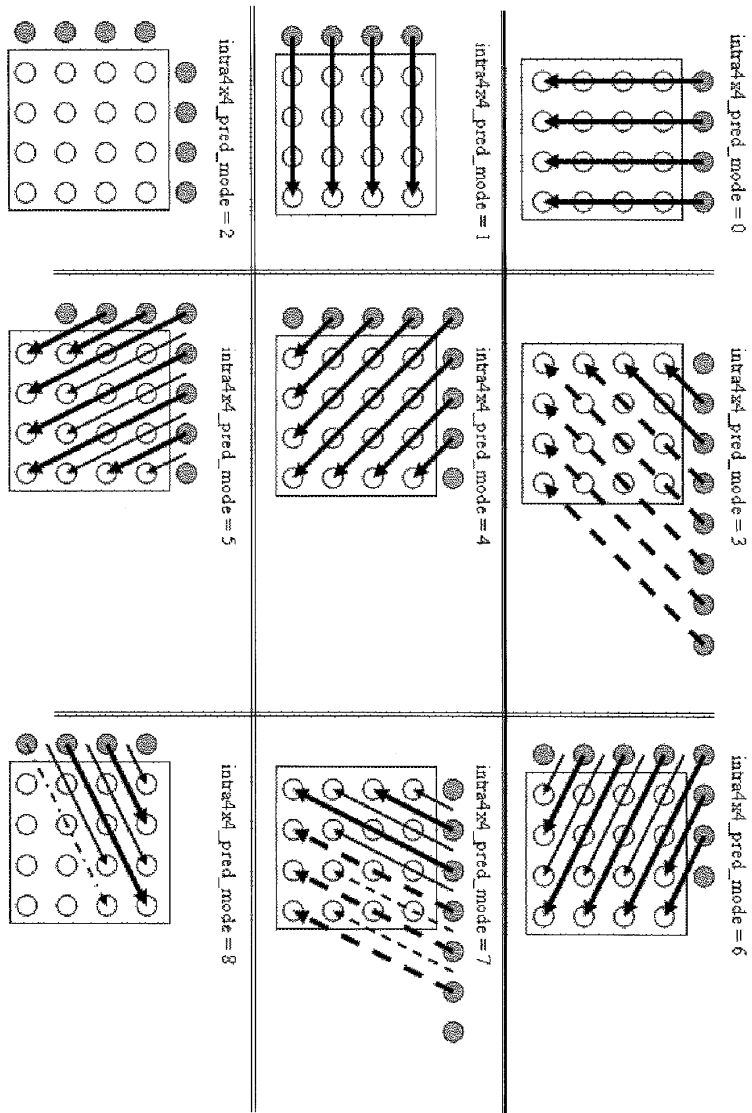 intra4x4_pred_mode = 0
intra4x4_pred_mode = 1
intra4x4_pred_mode = 2
intra4x4_pred_mode = 3
intra4x4_pred_mode = 4
intra4x4_pred_mode = 5
intra4x4_pred_mode = 6
intra4x4_pred_mode = 7
intra4x4_pred_mode = 8